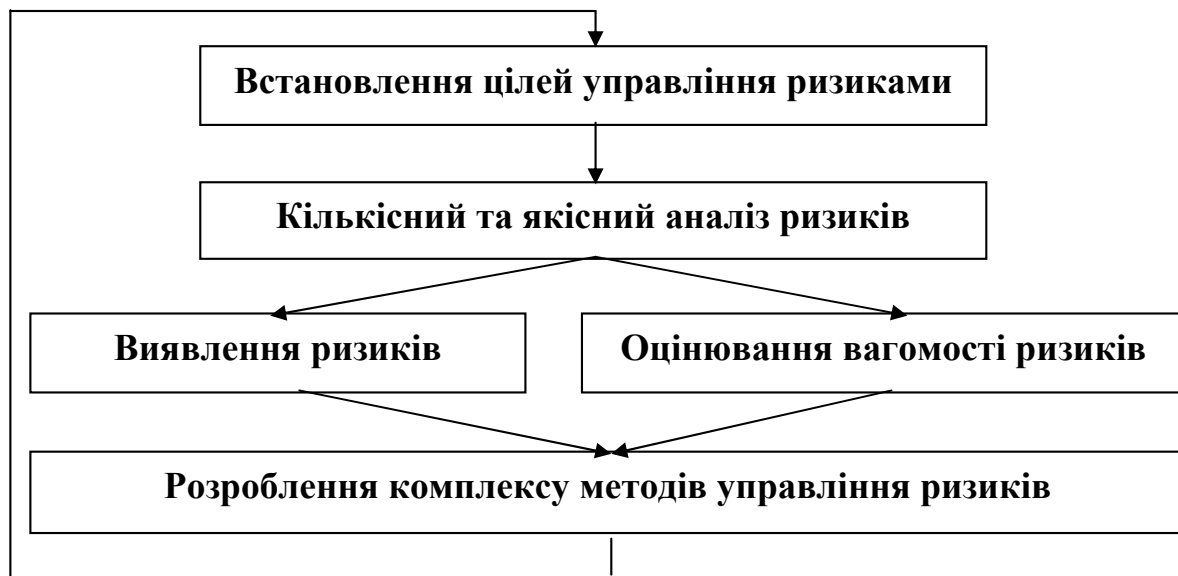 Встановлення цілей управління ризиками
Кількісний та якісний аналіз ризиків
Виявлення ризиків
Оцінювання вагомості ризиків
Розроблення комплексу методів управління ризиків